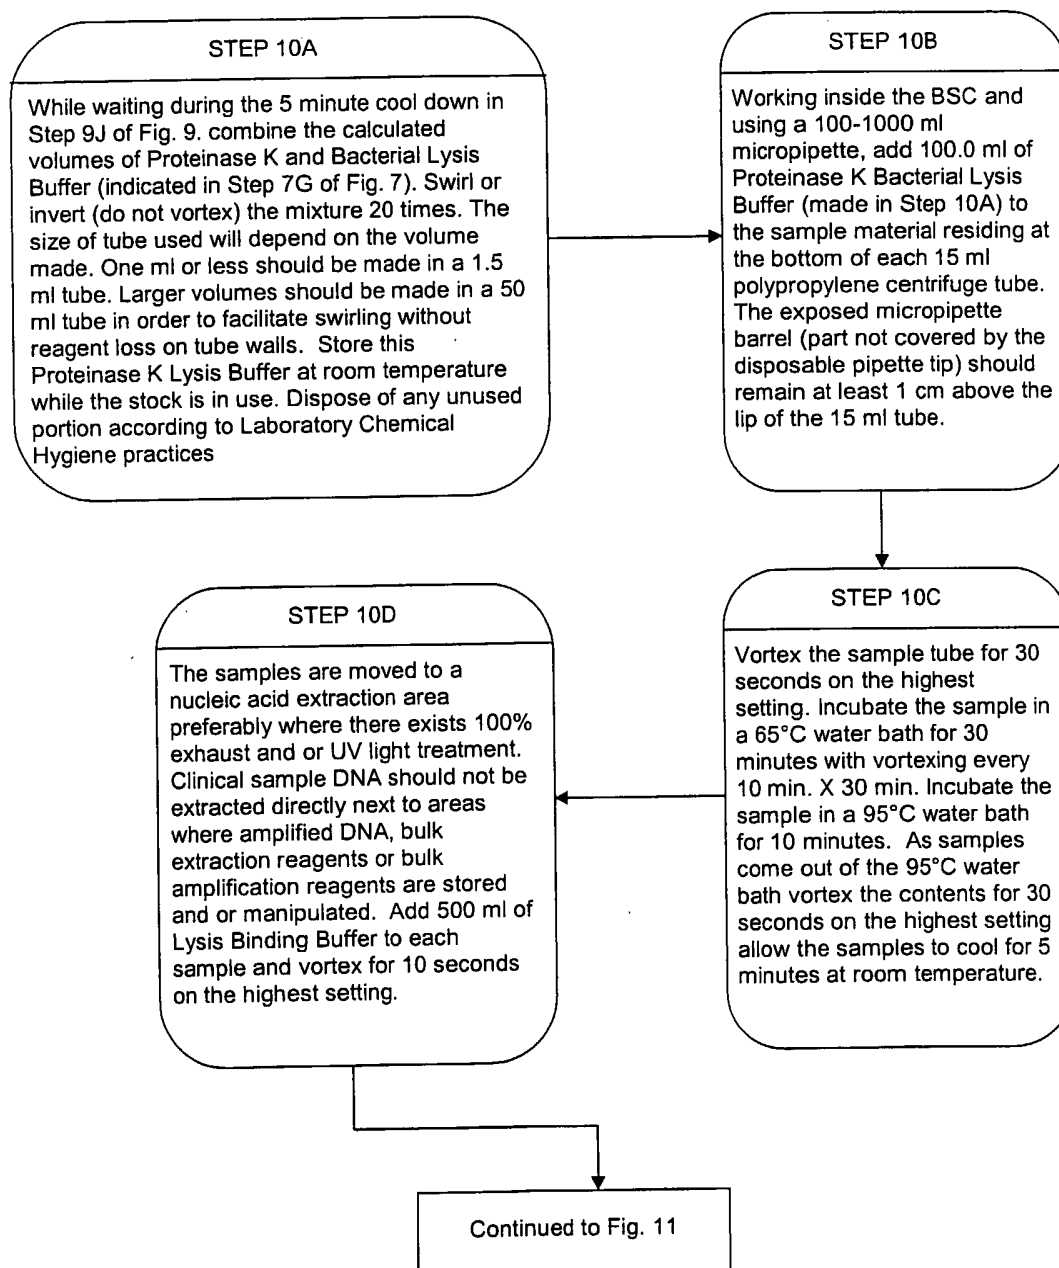 STEP 10A
While waiting during the 5 minute cool down in
Step 9J of Fig. 9. combine the calculated
volumes of Proteinase K and Bacterial Lysis
Buffer (indicated in Step 7G of Fig. 7). Swirl or
invert (do not vortex) the mixture 20 times. The
size of tube used will depend on the volume
made. One ml or less should be made in a 1.5
ml tube. Larger volumes should be made in a 50
ml tube in order to facilitate swirling without
reagent loss on tube walls. Store this
Proteinase K Lysis Buffer at room temperature
while the stock is in use. Dispose of any unused
portion according to Laboratory Chemical
Hygiene practices
STEP 10B
Working inside the BSC and
using a 100-1000 ml
micropipette, add 100.0 ml of
Proteinase K Bacterial Lysis
Buffer (made in Step 10A) to
the sample material residing at
the bottom of each 15 ml
polypropylene centrifuge tube.
The exposed micropipette
barrel (part not covered by the
disposable pipette tip) should
remain at least 1 cm above the
lip of the 15 ml tube.
STEP 10C
Vortex the sample tube for 30
seconds on the highest
setting. Incubate the sample in
a 65°C water bath for 30
minutes with vortexing every
10 min. X 30 min. Incubate the
sample in a 95°C water bath
for 10 minutes. As samples
come out of the 95°C water
bath vortex the contents for 30
seconds on the highest setting
allow the samples to cool for 5
minutes at room temperature.
STEP 10D
The samples are moved to a
nucleic acid extraction area
preferably where there exists 100%
exhaust and or UV light treatment.
Clinical sample DNA should not be
extracted directly next to areas
where amplified DNA, bulk
extraction reagents or bulk
amplification reagents are stored
and or manipulated. Add 500 ml of
Lysis Binding Buffer to each
sample and vortex for 10 seconds
on the highest setting.
Continued to Fig. 11